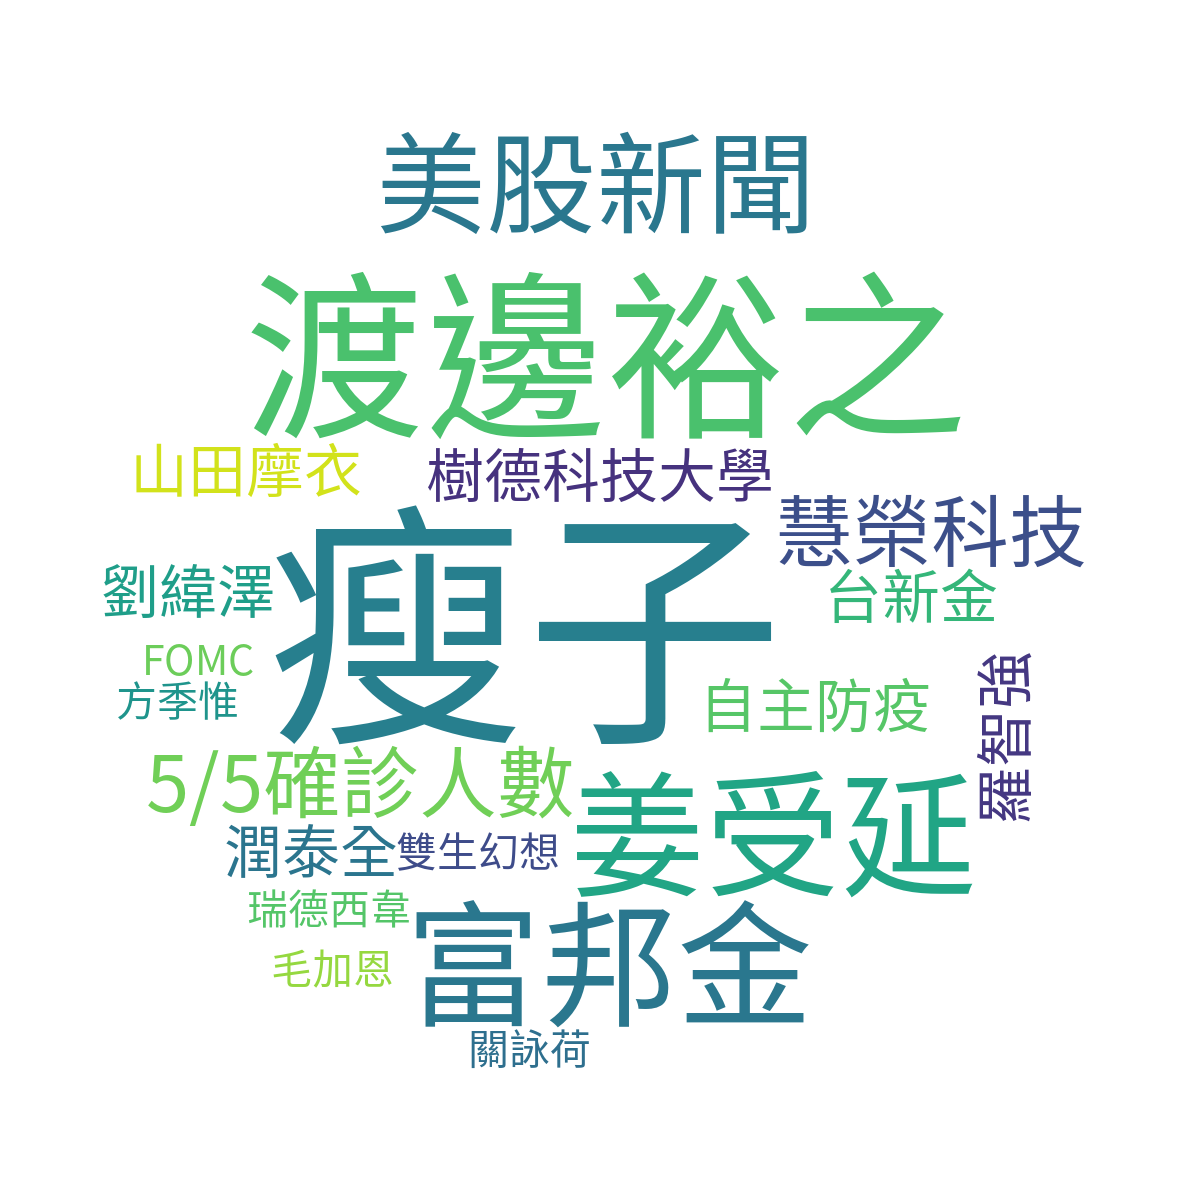 美股新聞
渡邊裕之
山田摩衣
樹德科技大學
慧榮科技
瘦子
劉緯澤
台新金
FOMC
方季惟
自主防疫
羅智強
5/5確診人數
姜受延
潤泰全
雙生幻想
瑞德西韋
富邦金
毛加恩
關詠荷